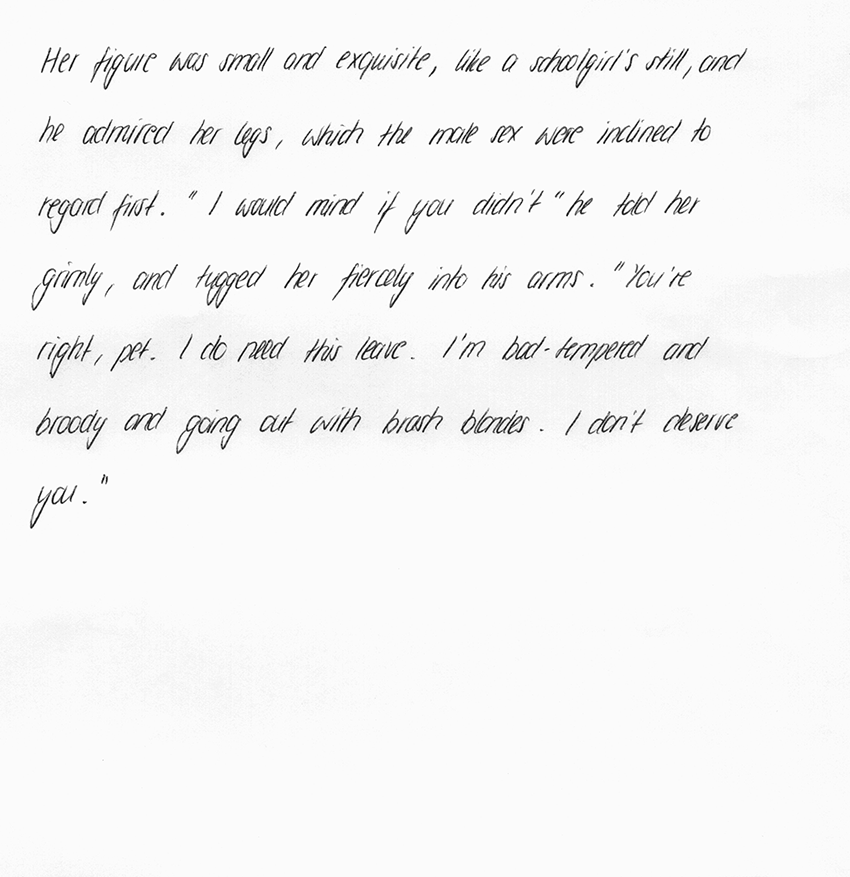 Her figure was small and exquisite, like a schoolgirl's still, and
he admired her legs, which the male sex were inclined to
regard first. " I would mind if you didn't " he told her
grimly, and tugged her fiercely into his arms. "You're
right, pet. I do need this leave. I'm bad-tempered and
broody and going out with brash blondes. I don't deserve
you."